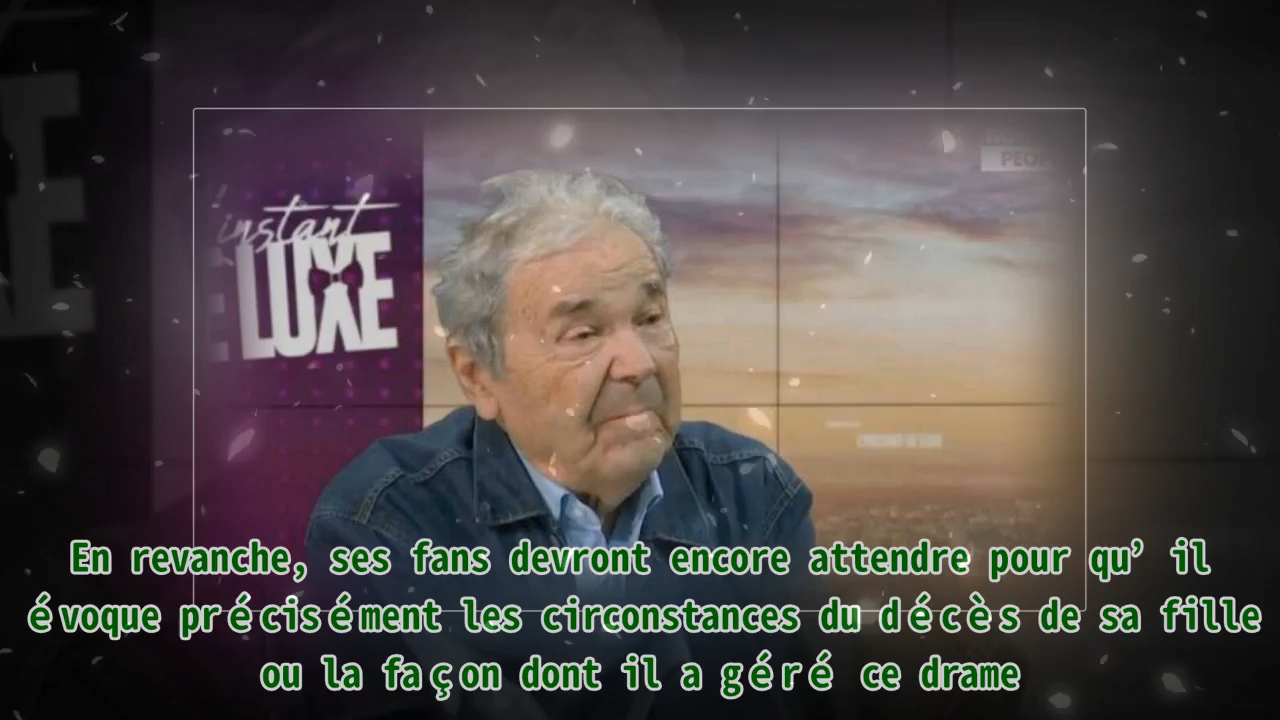 l'instant
LUXE
PEOPLE
En revanche, ses fans devront encore attendre pour qu’ il
évoque précisément les circonstances du décès de sa fille
ou la façon dont il a géré ce drame